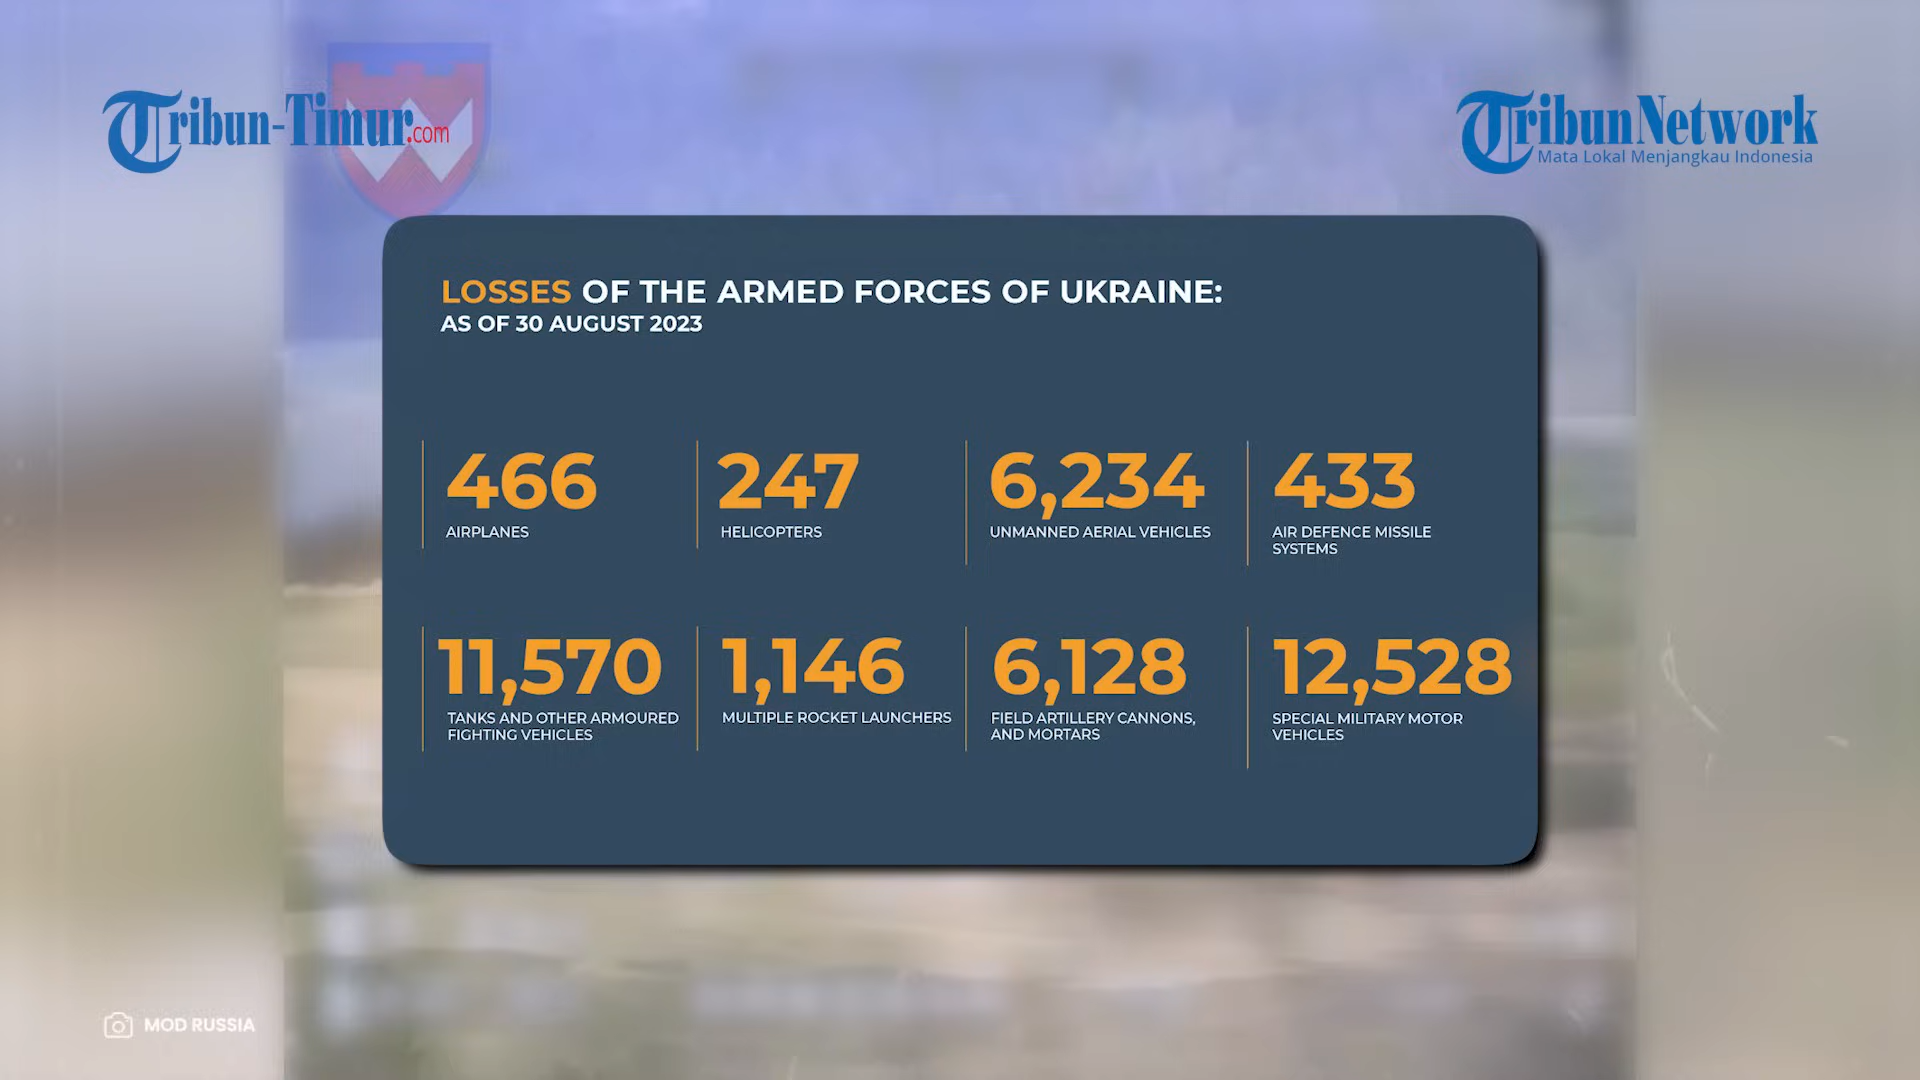 Tribun-Timur.com
TribunNetwork
Mata Lokal Menjangkau Indonesia
LOSSES OF THE ARMED FORCES OF UKRAINE:
AS OF 30 AUGUST 2023
466
AIRPLANES
247
HELICOPTERS
6,234
UNMANNED AERIAL VEHICLES
433
AIR DEFENCE MISSILE
SYSTEMS
11,570
TANKS AND OTHER ARMOURED
FIGHTING VEHICLES
1,146
MULTIPLE ROCKET LAUNCHERS
6,128
FIELD ARTILLERY CANNONS,
AND MORTARS
12,528
SPECIAL MILITARY MOTOR
VEHICLES
MOD RUSSIA